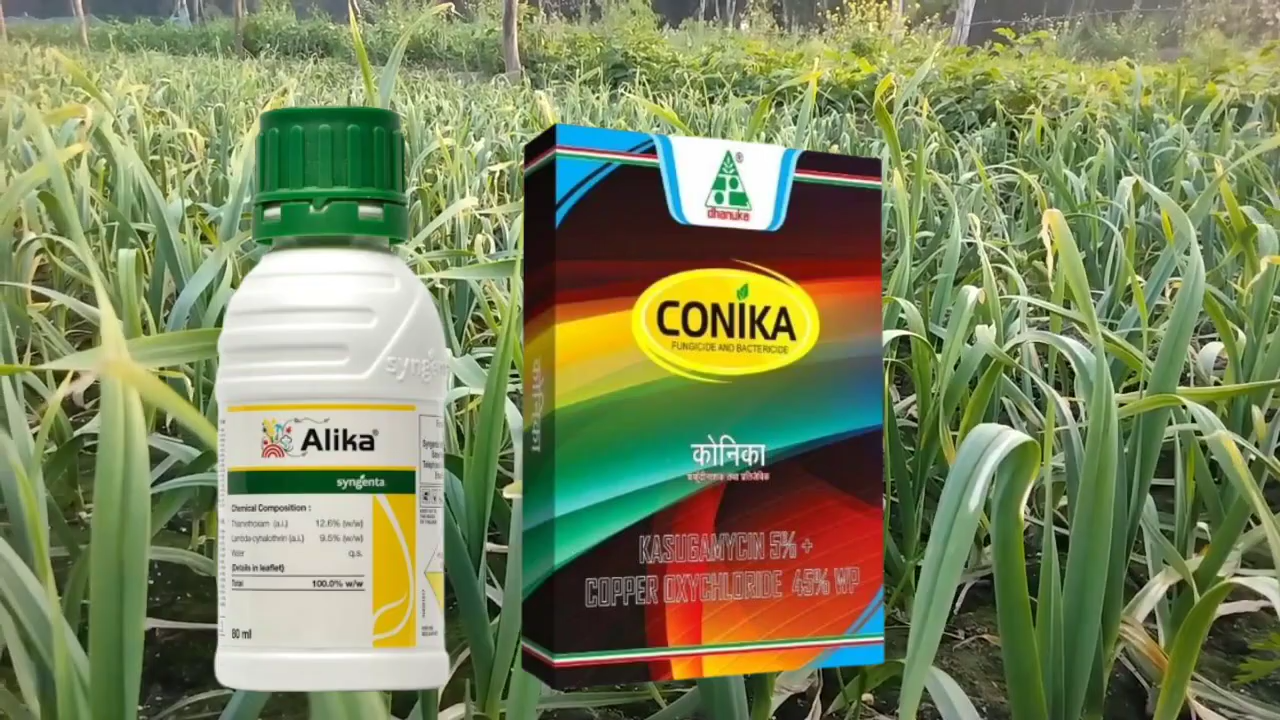 syngenta
Alika®
syngenta
Chemical Composition :
Thiamethoxam (a.i.) 12.6% (w/w)
Lambda-cyhalothrin (a.i.) 9.5% (w/w)
Water q.s.
(Details in leaflet)
Total 100.0% w/w
80 ml
®
dhanuka
CONIKA
FUNGICIDE AND BACTERICIDE
कोनिका
कोनिका
KASUGAMYCIN 5% +
COPPER OXYCHLORIDE 45% WP